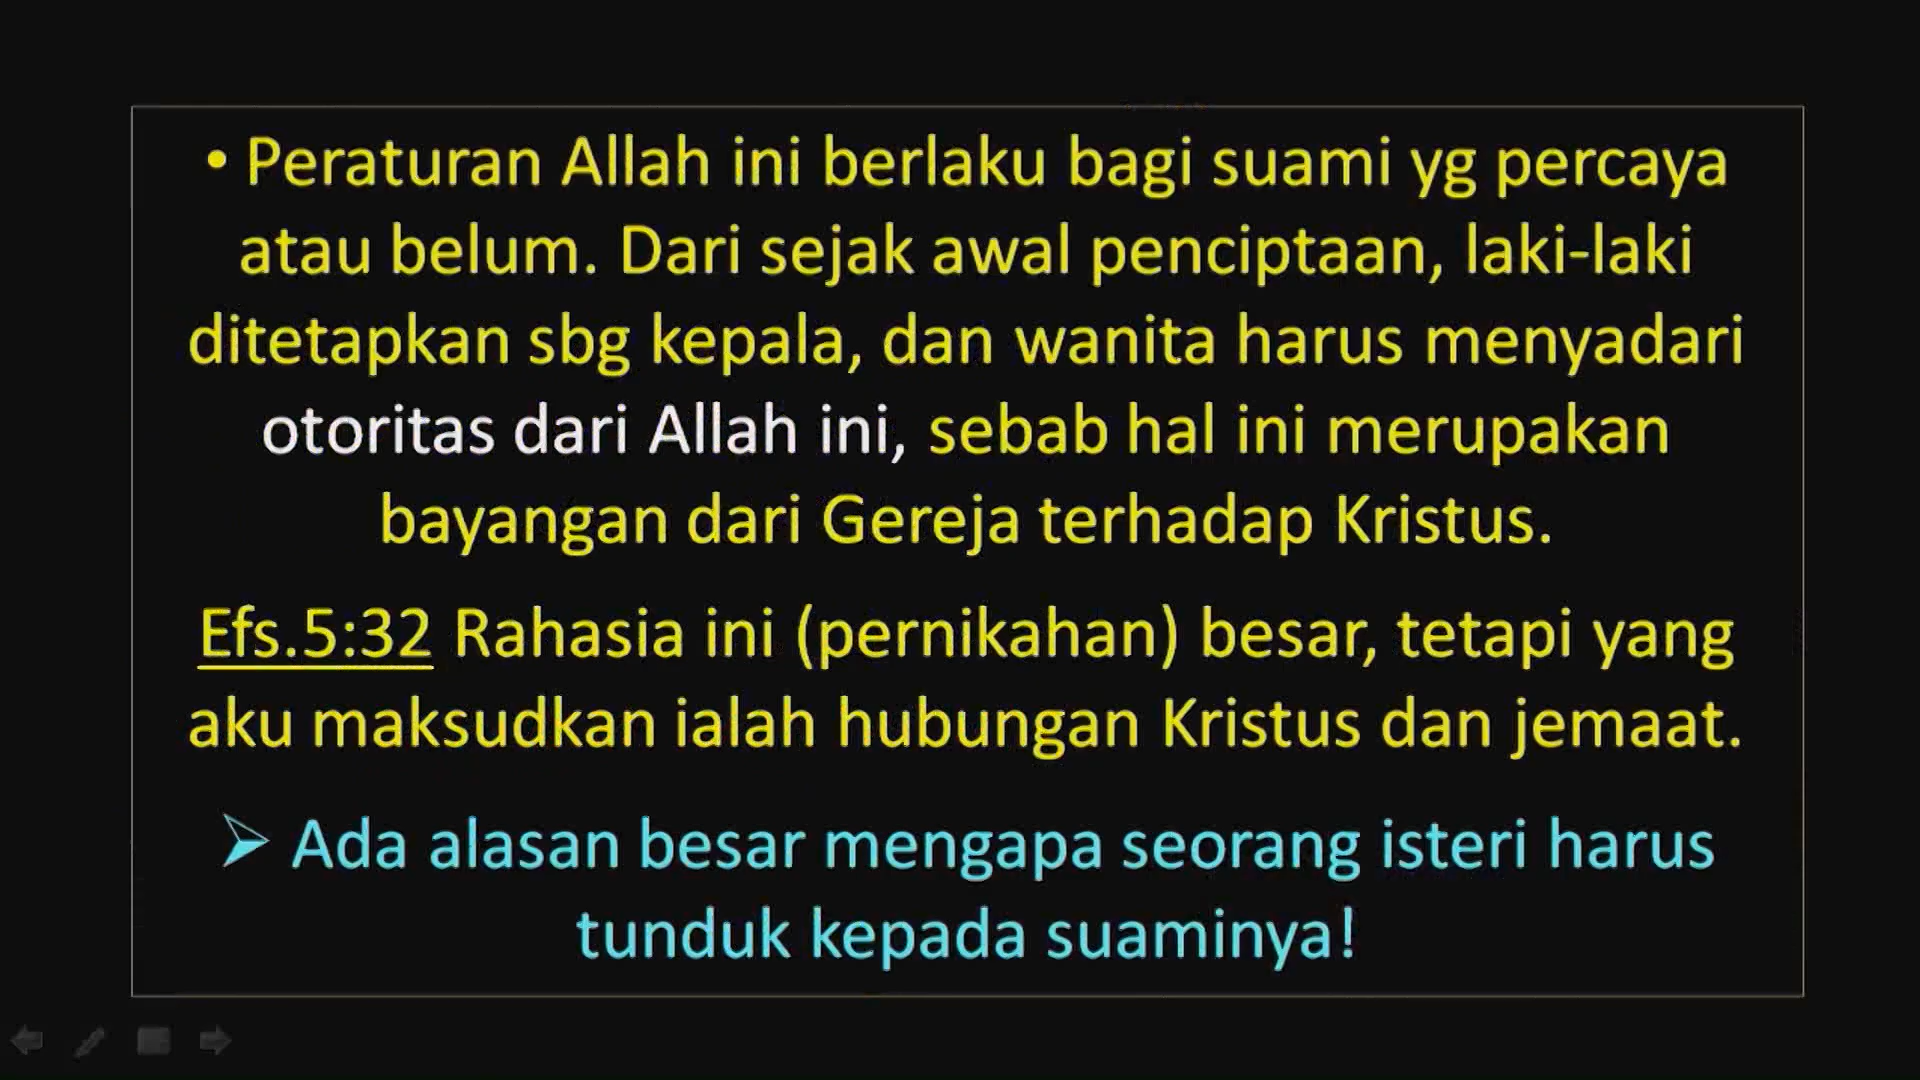 • Peraturan Allah ini berlaku bagi suami yg percaya
atau belum. Dari sejak awal penciptaan, laki-laki
ditetapkan sbg kepala, dan wanita harus menyadari
otoritas dari Allah ini, sebab hal ini merupakan
bayangan dari Gereja terhadap Kristus.
Efs.5:32 Rahasia ini (pernikahan) besar, tetapi yang
aku maksudkan ialah hubungan Kristus dan jemaat.
➢ Ada alasan besar mengapa seorang isteri harus
tunduk kepada suaminya!